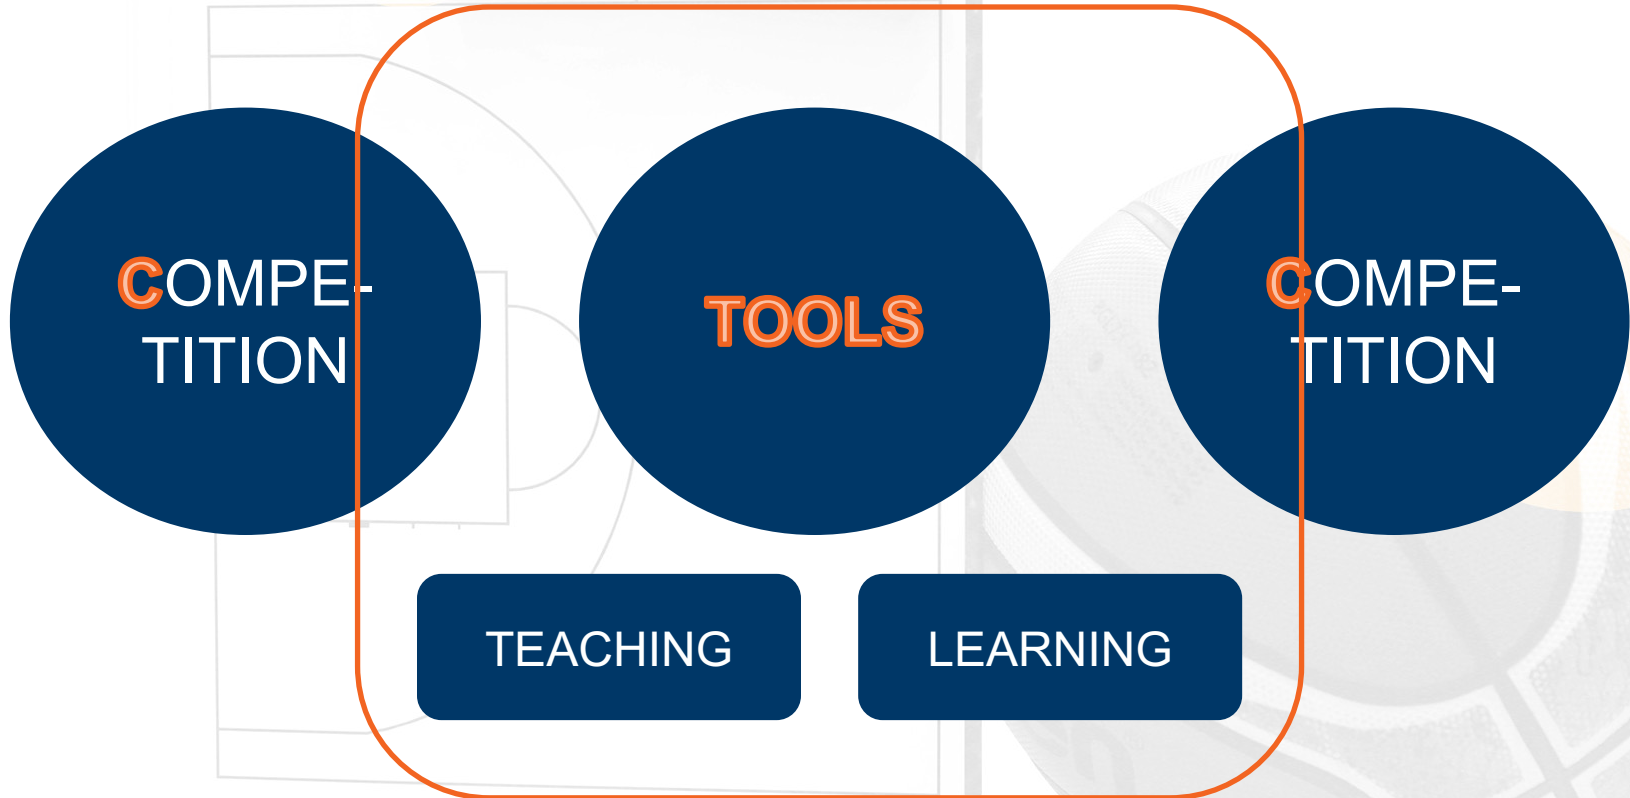 COMPE-
TITION
TOOLS
COMPE-
TITION
TEACHING
LEARNING